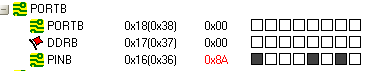 PORTB
PORTB 0x18(0x38) 0x00
DDRB 0x17(0x37) 0x00
PINB 0x16(0x36) 0x8A